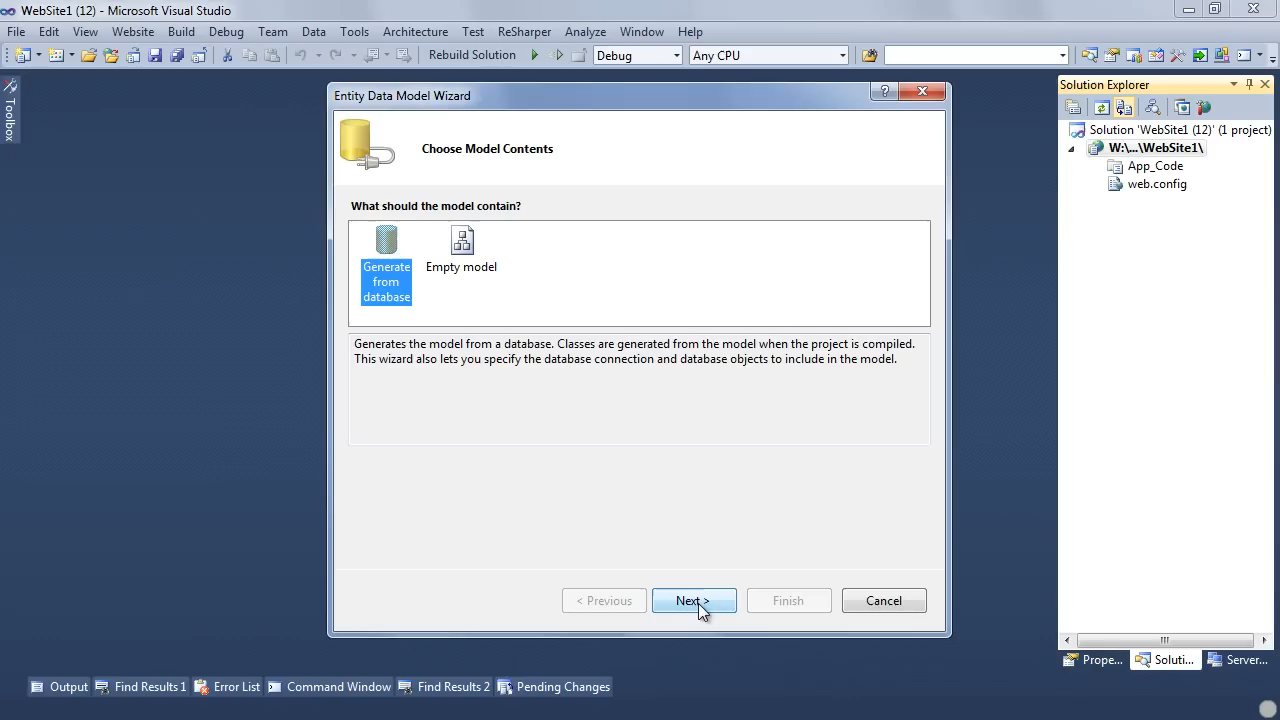 WebSite1 (12) - Microsoft Visual Studio
File Edit View Website Build Debug Team Data Tools Architecture Test ReSharper Analyze Window Help
Rebuild Solution Debug Any CPU
Toolbox
Entity Data Model Wizard
Choose Model Contents
What should the model contain?
Generate
from
database
Empty model
Generates the model from a database. Classes are generated from the model when the project is compiled.
This wizard also lets you specify the database connection and database objects to include in the model.
< Previous Next > Finish Cancel
Solution Explorer
Solution 'WebSite1 (12)' (1 project)
W:\...\WebSite1\
App_Code
web.config
Prope... Soluti... Server...
Output Find Results 1 Error List Command Window Find Results 2 Pending Changes